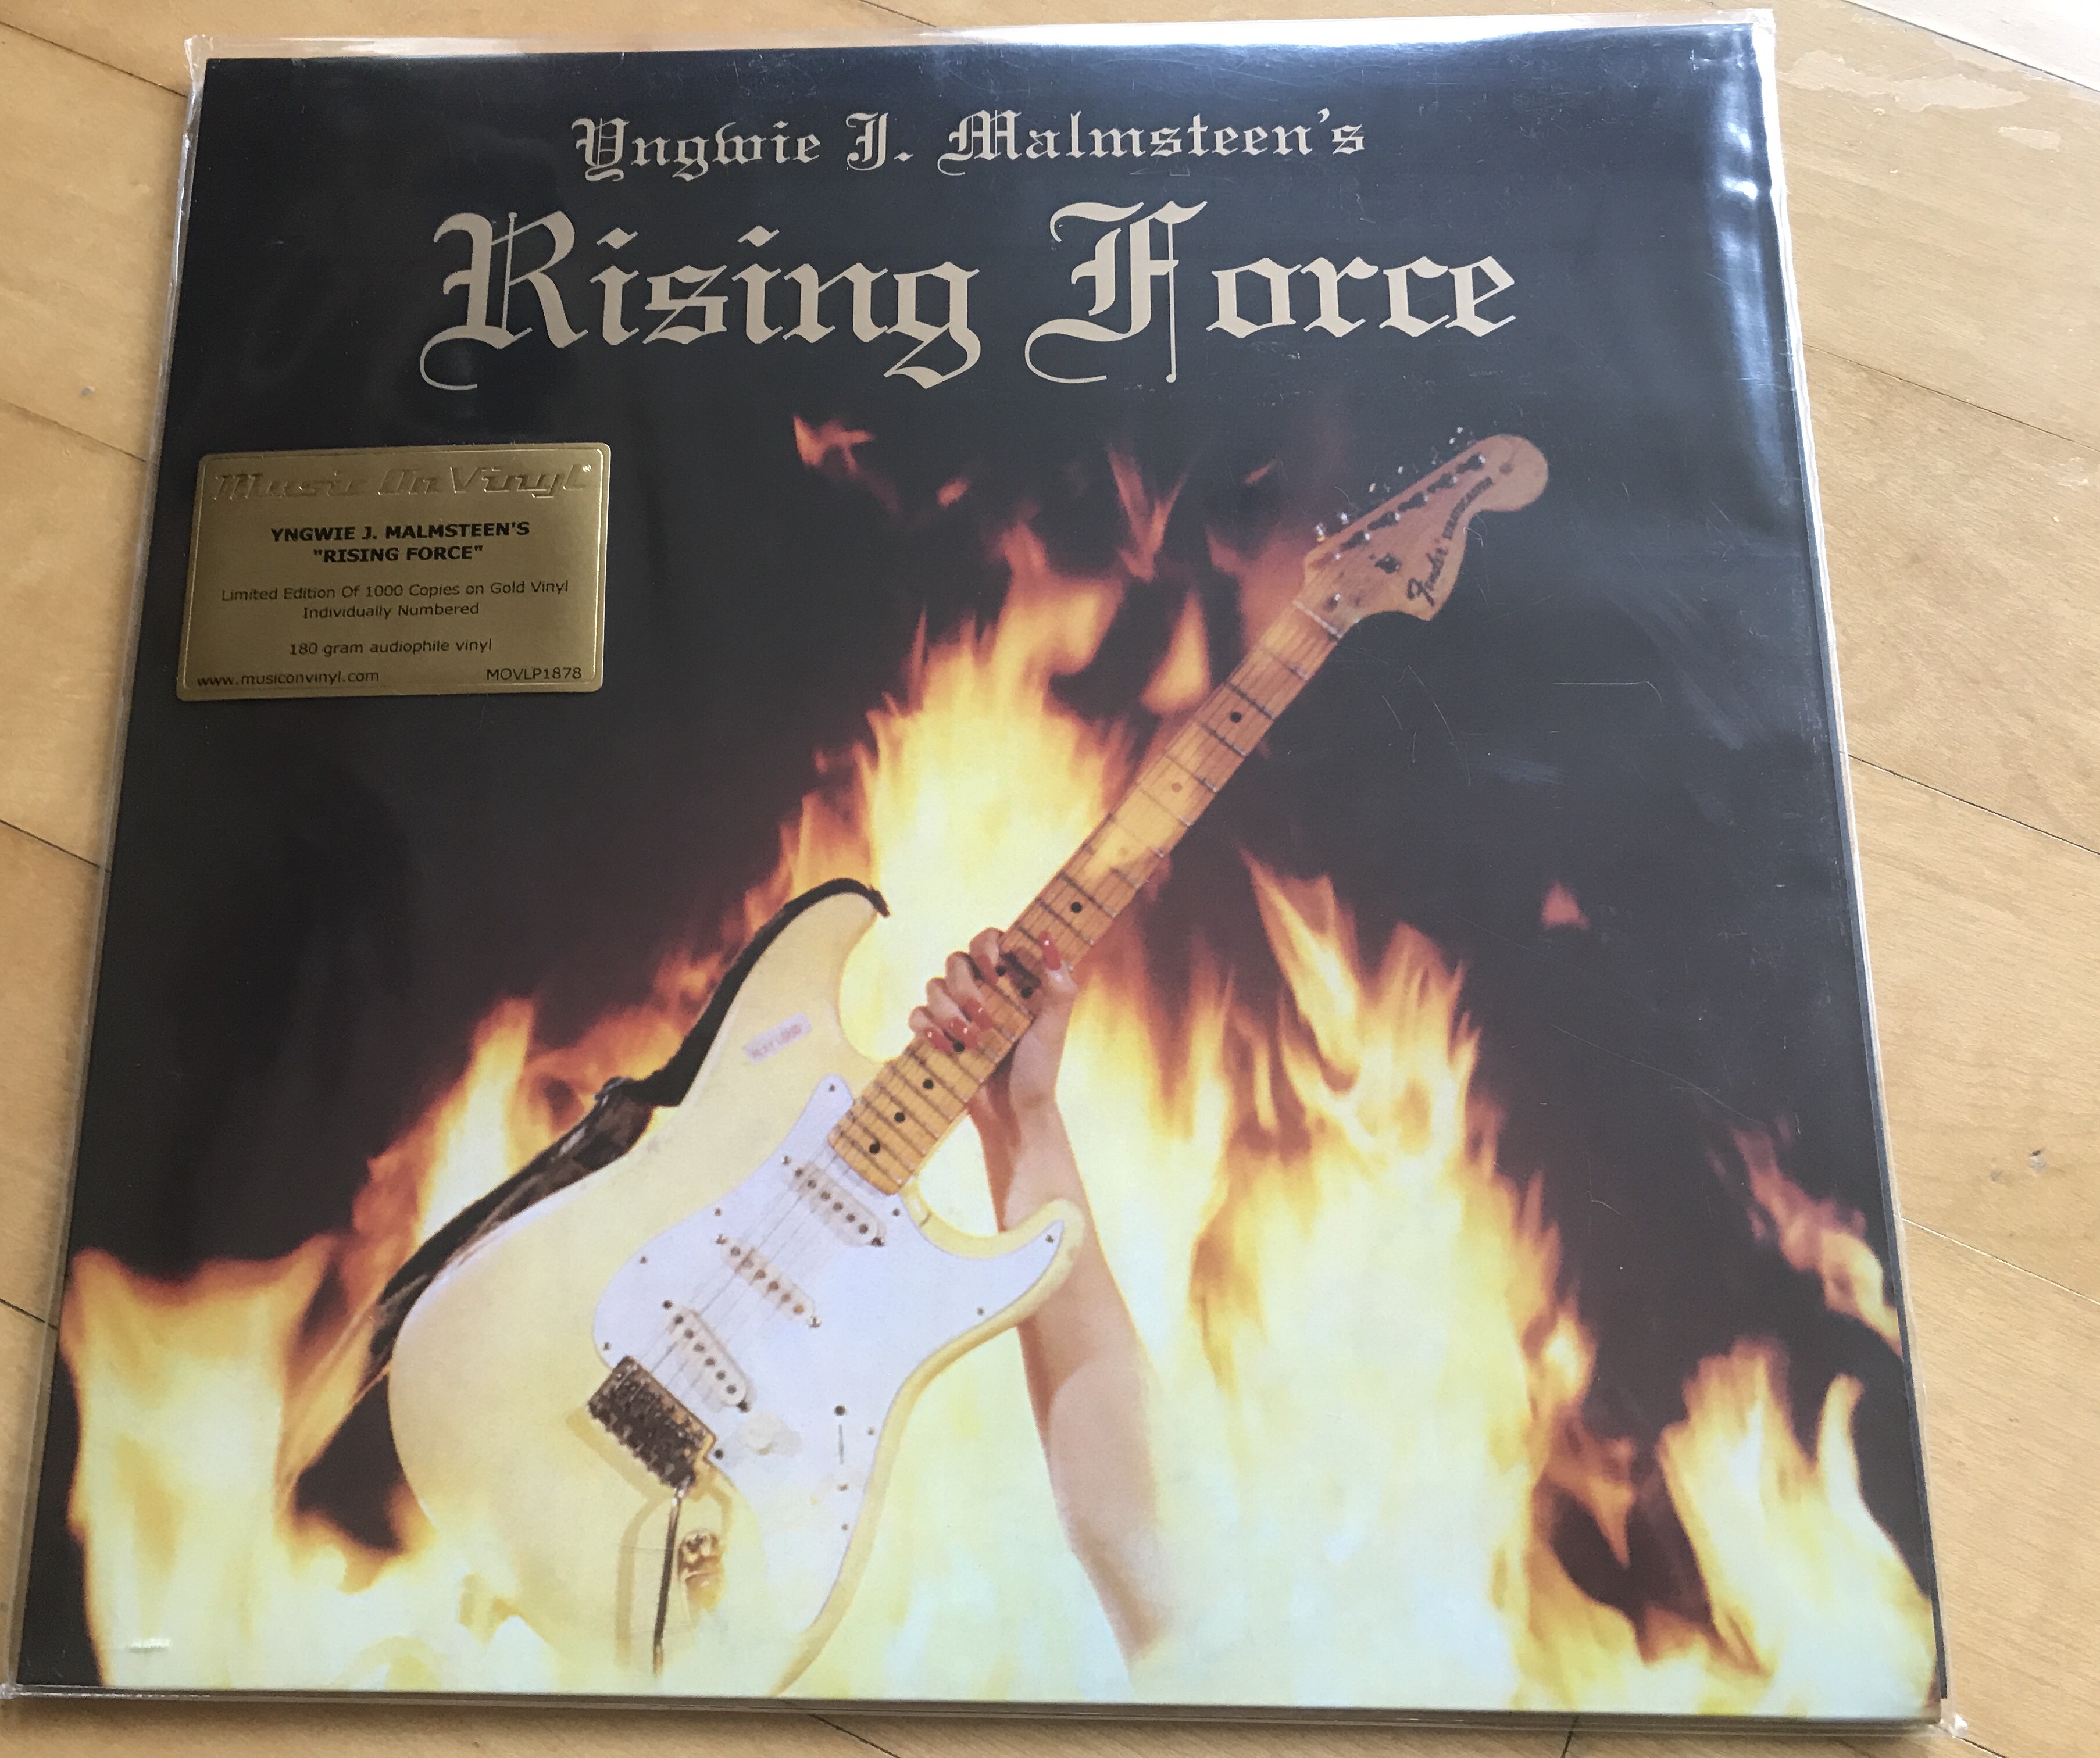 Yngwie J. Malmsteen's
Rising Force
Music On Vinyl®
YNGWIE J. MALMSTEEN'S
"RISING FORCE"
Limited Edition Of 1000 Copies on Gold Vinyl
Individually Numbered
180 gram audiophile vinyl
www.musiconvinyl.com MOVLP1878
Fender STRATOCASTER